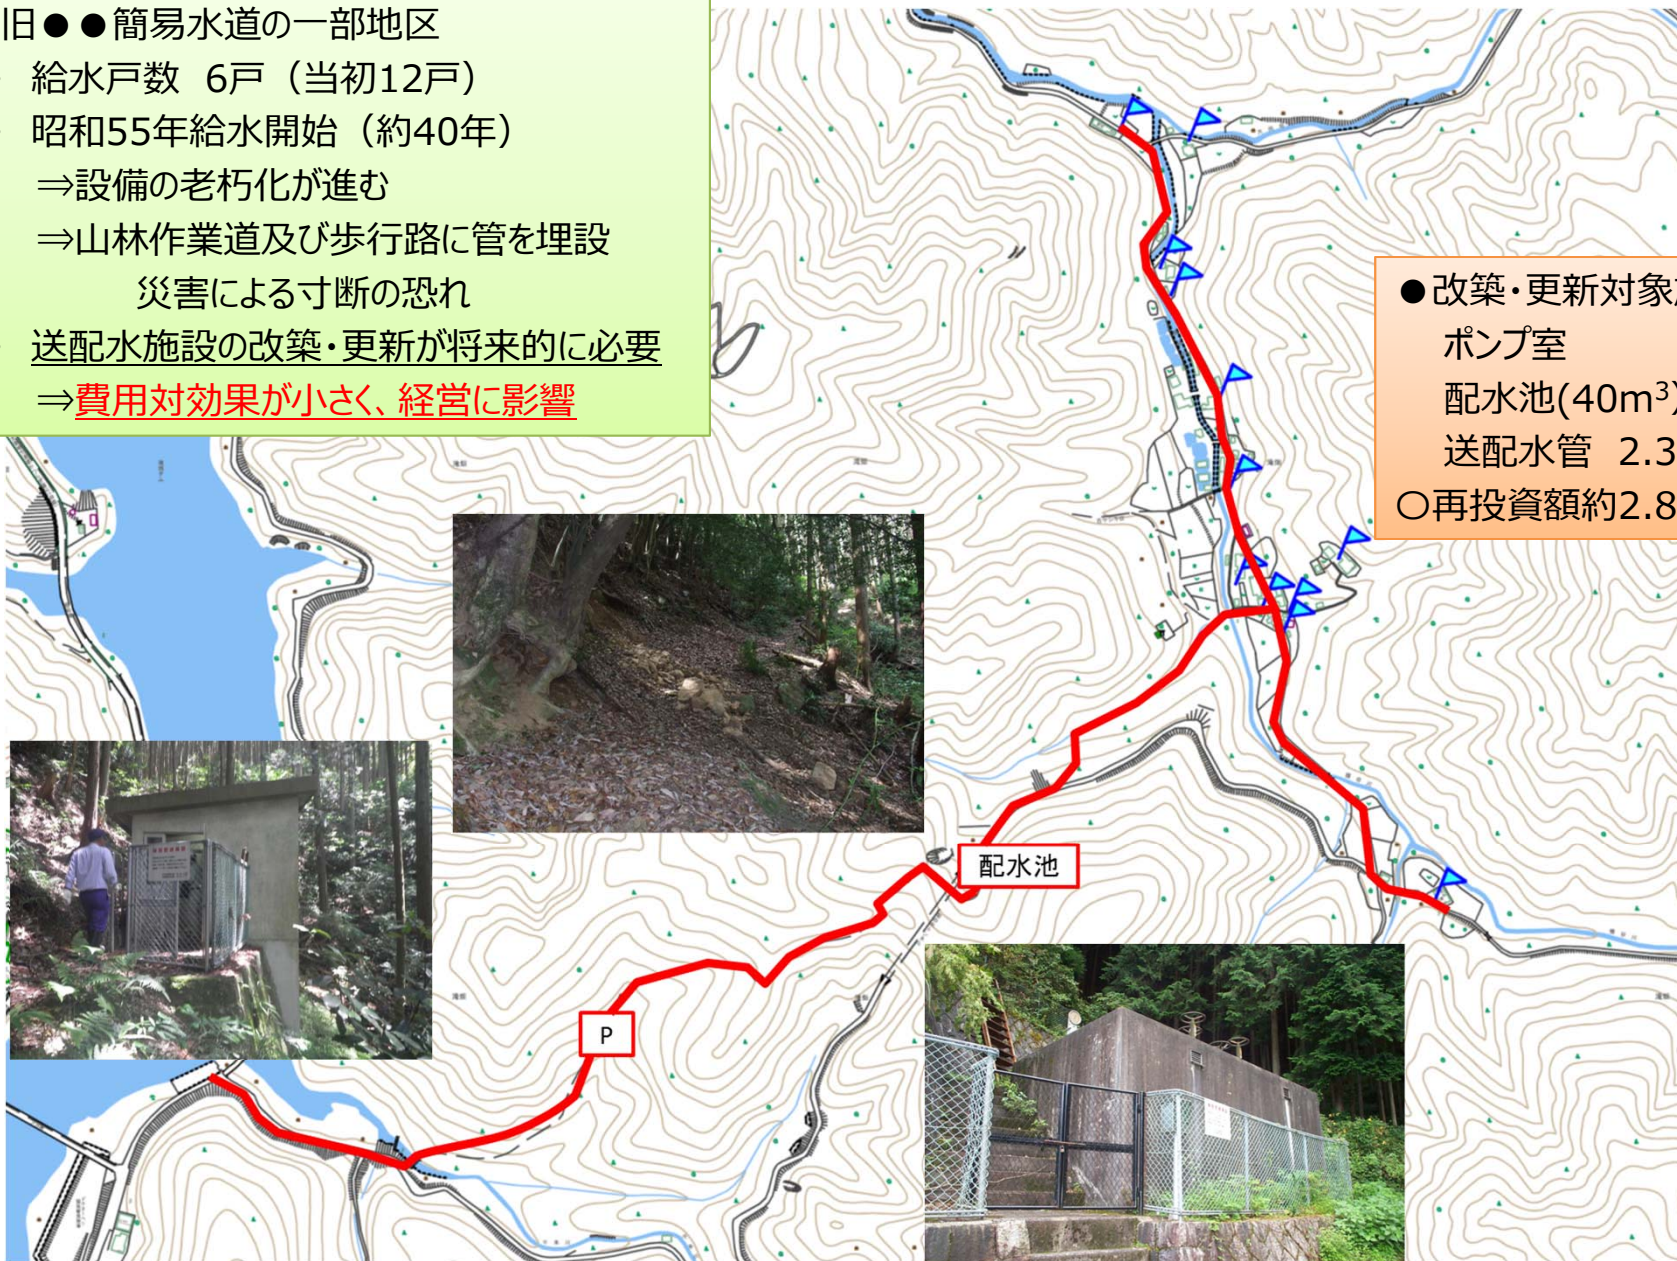 旧●●簡易水道の一部地区
給水戸数 6戸（当初12戸）
昭和55年給水開始（約40年）
⇒設備の老朽化が進む
⇒山林作業道及び歩行路に管を埋設
災害による寸断の恐れ
送配水施設の改築・更新が将来的に必要
⇒費用対効果が小さく、経営に影響
●改築・更新対象
ポンプ室
配水池(40m³)
送配水管 2.3
○再投資額約2.8
配水池
P